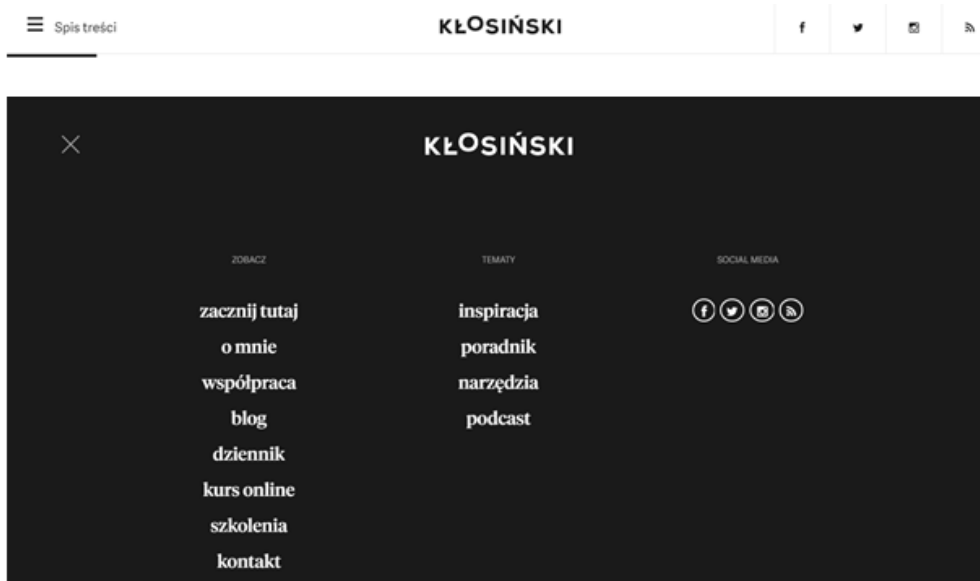 Spis treści
KŁOSIŃSKI
KŁOSIŃSKI
ZOBACZ
zacznij tutaj
o mnie
współpraca
blog
dziennik
kurs online
szkolenia
kontakt
TEMATY
inspiracja
poradnik
narzędzia
podcast
SOCIAL MEDIA